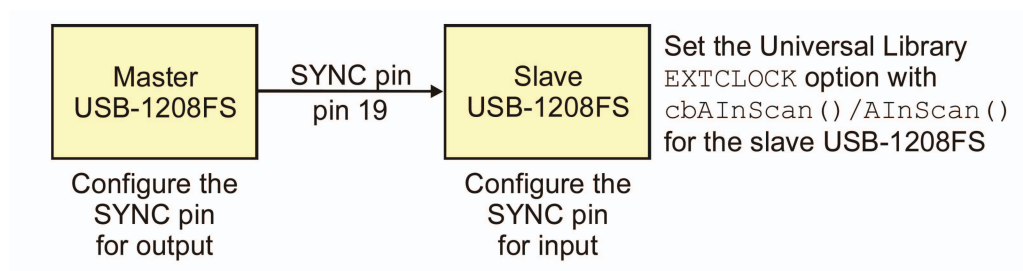 Master
USB-1208FS
SYNC pin
pin 19
Slave
USB-1208FS
Set the Universal Library
EXTCLOCK option with
cbAInScan()/AInScan()
for the slave USB-1208FS
Configure the
SYNC pin
for output
Configure the
SYNC pin
for input